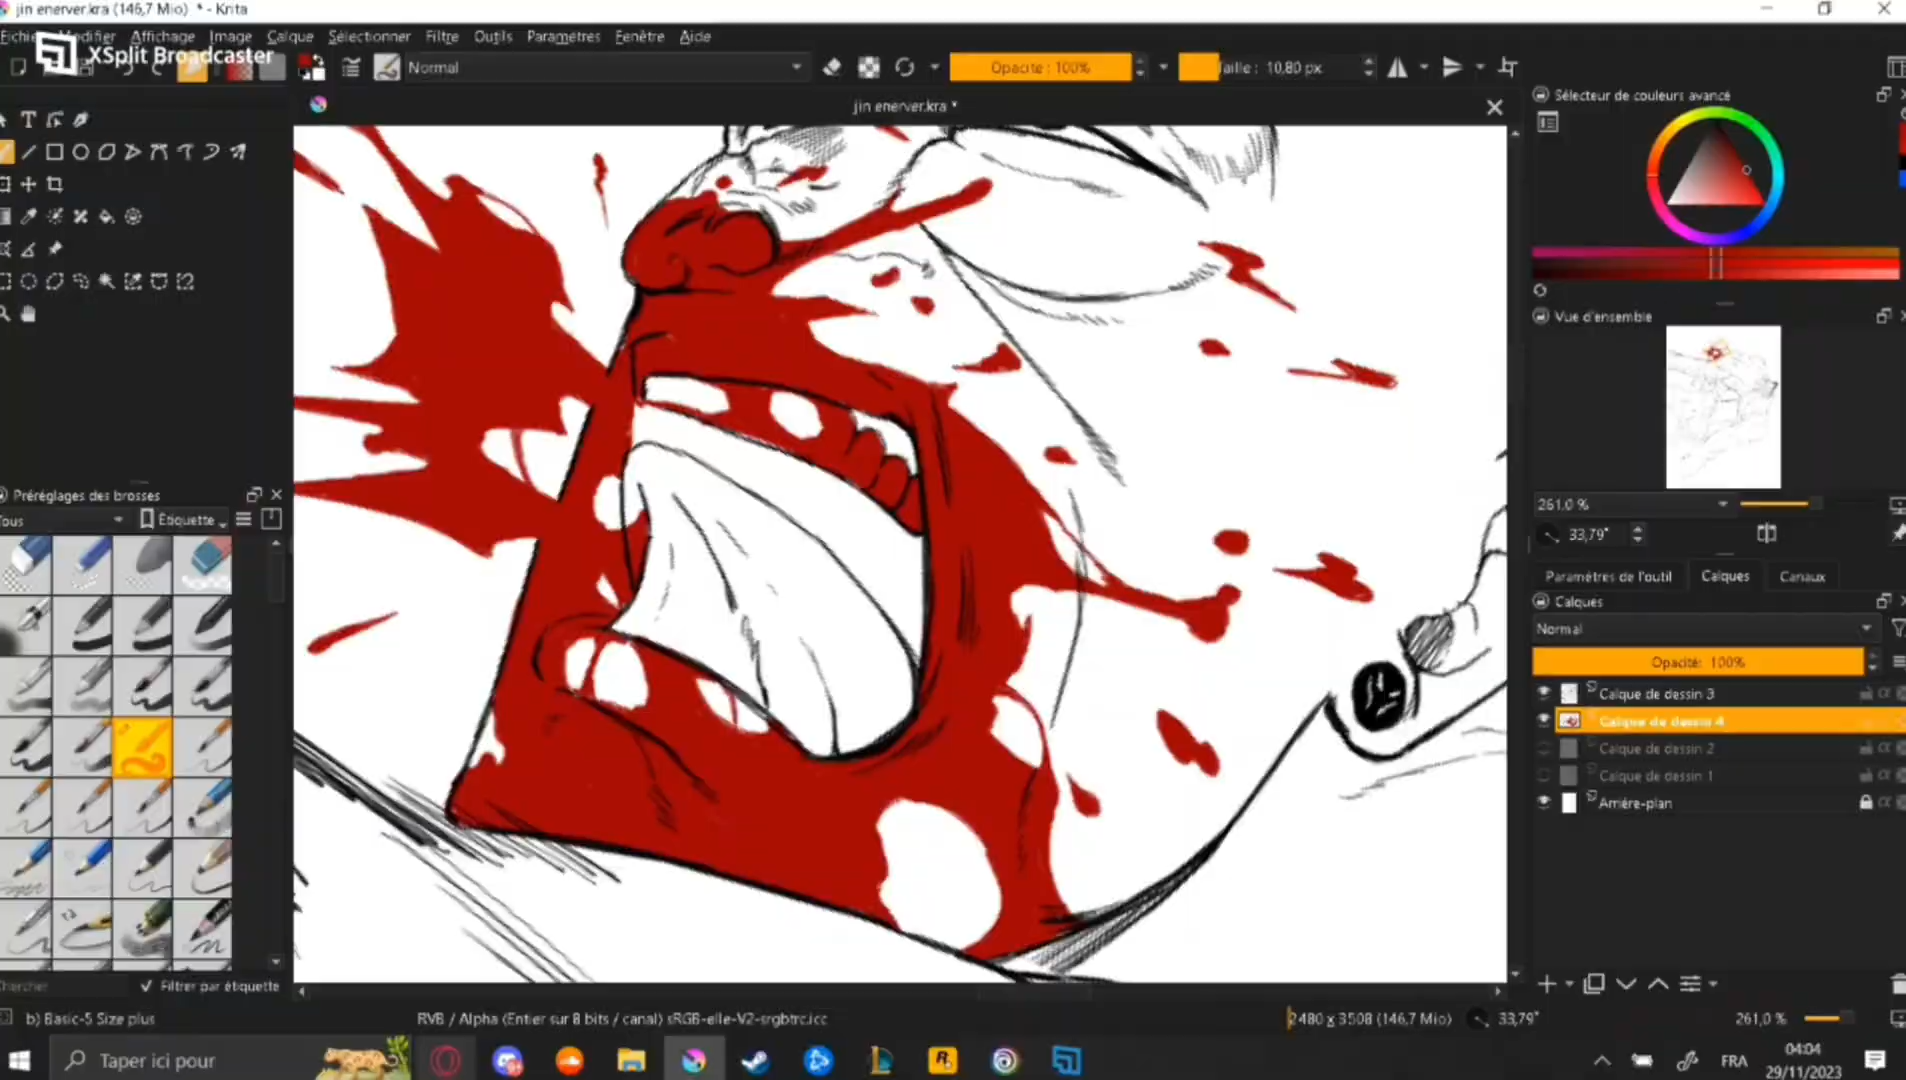 jin enerver.kra (146,7 Mio) * - Krita
Affichage Image Calque Sélectionner Filtre Outils Paramètres Fenêtre Aide
XSplit Broadcaster
Normal
Opacité : 100%
aille : 10,80 px
jin enerver.kra *
Sélecteur de couleurs avancé
Vue d'ensemble
261,0 %
33,79°
Préréglages des brosses
Tous
Étiquette
Paramètres de l'outil
Calques
Canaux
Calques
Normal
Opacité: 100%
Calque de dessin 3
Calque de dessin 4
Calque de dessin 2
Calque de dessin 1
Arrière-plan
Chercher
Filtrer par étiquette
b) Basic-5 Size plus
RVB / Alpha (Entier sur 8 bits / canal) sRGB-elle-V2-srgbtrc.icc
2480 x 3508 (146,7 Mio)
33,79°
261,0 %
Taper ici pour
FRA
04:04
29/11/2023